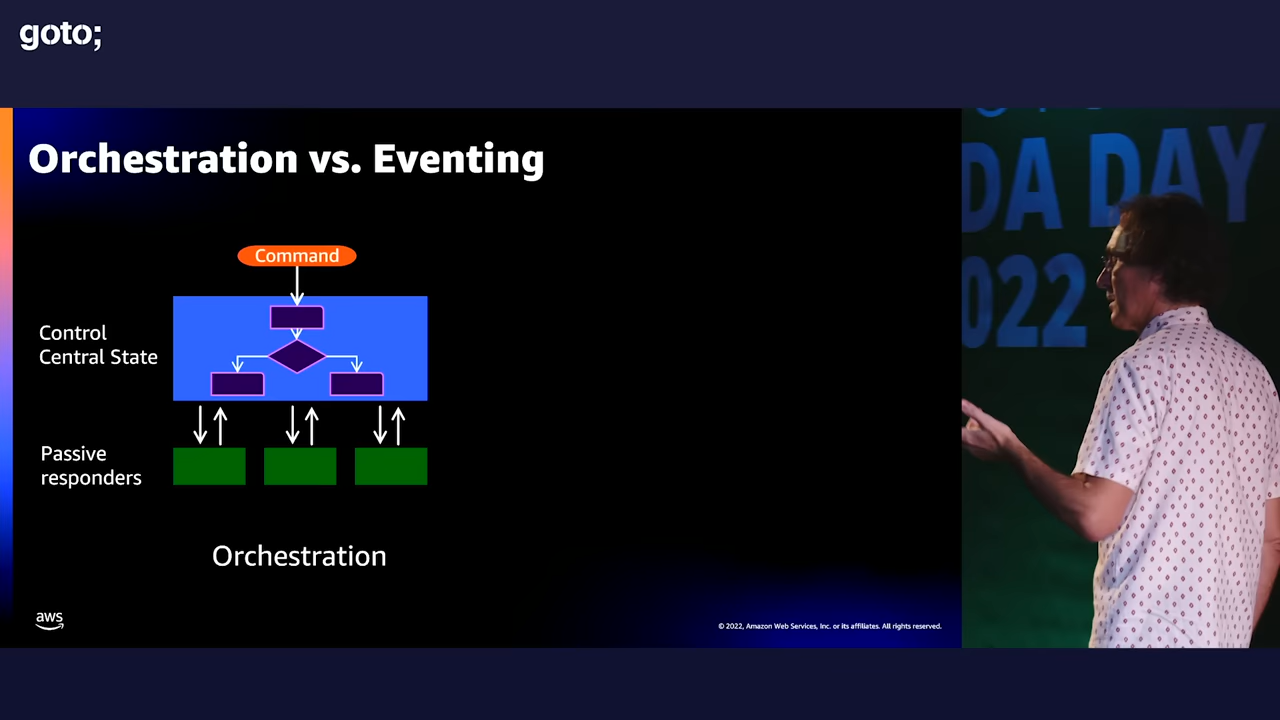 goto;
Orchestration vs. Eventing
Command
Control
Central State
Passive
responders
Orchestration
aws
© 2022, Amazon Web Services, Inc. or its affiliates. All rights reserved.
DA DAY
022